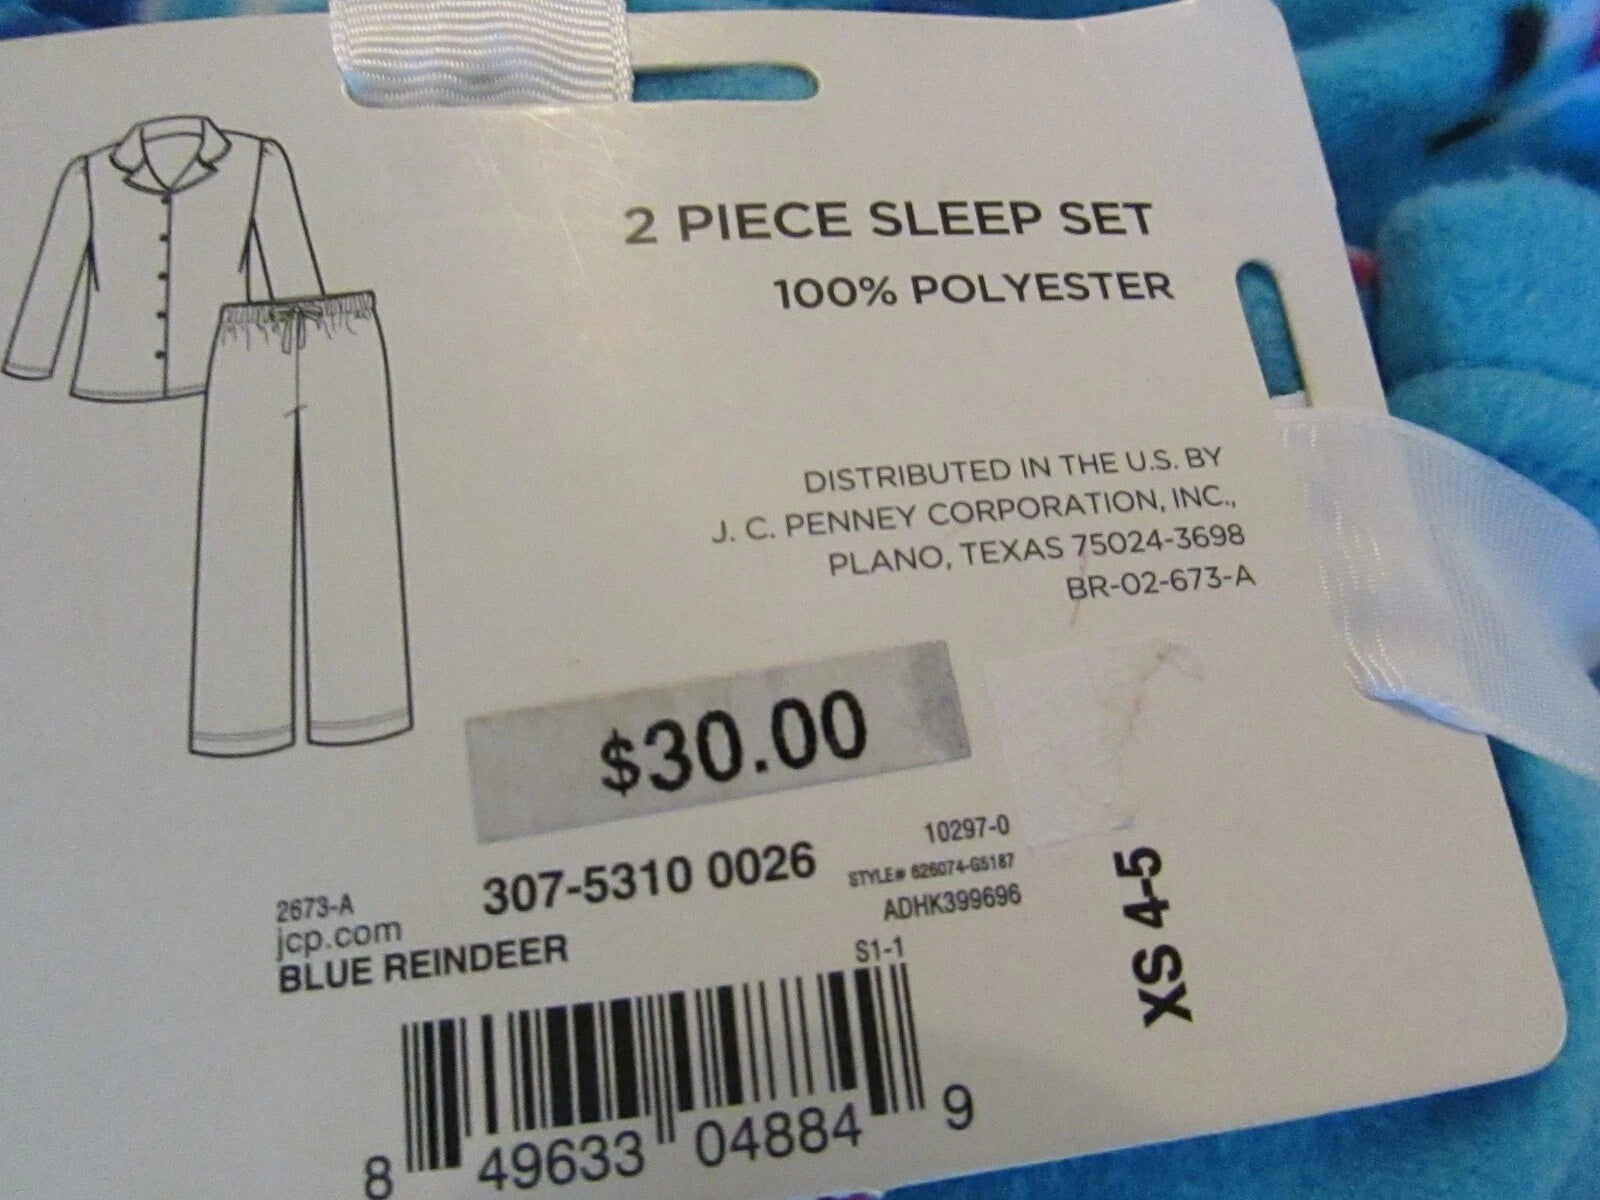 2 PIECE SLEEP SET
100% POLYESTER
DISTRIBUTED IN THE U.S. BY
J. C. PENNEY CORPORATION, INC.,
PLANO, TEXAS 75024-3698
BR-02-673-A
$30.00
10297-0
307-5310 0026
STYLE# 626074-G5187
2673-A
ADHK399696
jcp.com
BLUE REINDEER
S1-1
XS 4-5
8 49633 04884 9